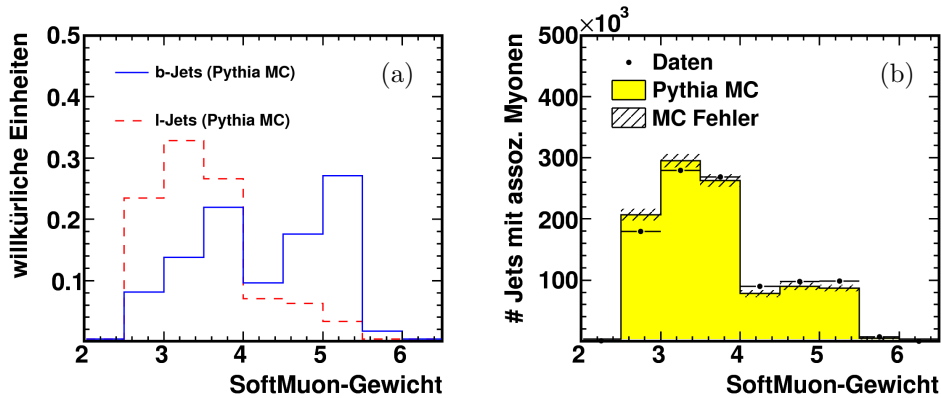 0.5
0.4
0.3
0.2
0.1
willkürliche Einheiten
b-Jets (Pythia MC)
l-Jets (Pythia MC)
(a)
2 3 4 5 6
SoftMuon-Gewicht
×10³
500
400
300
200
100
# Jets mit assoz. Myonen
Daten
Pythia MC
MC Fehler
(b)
2 3 4 5 6
SoftMuon-Gewicht